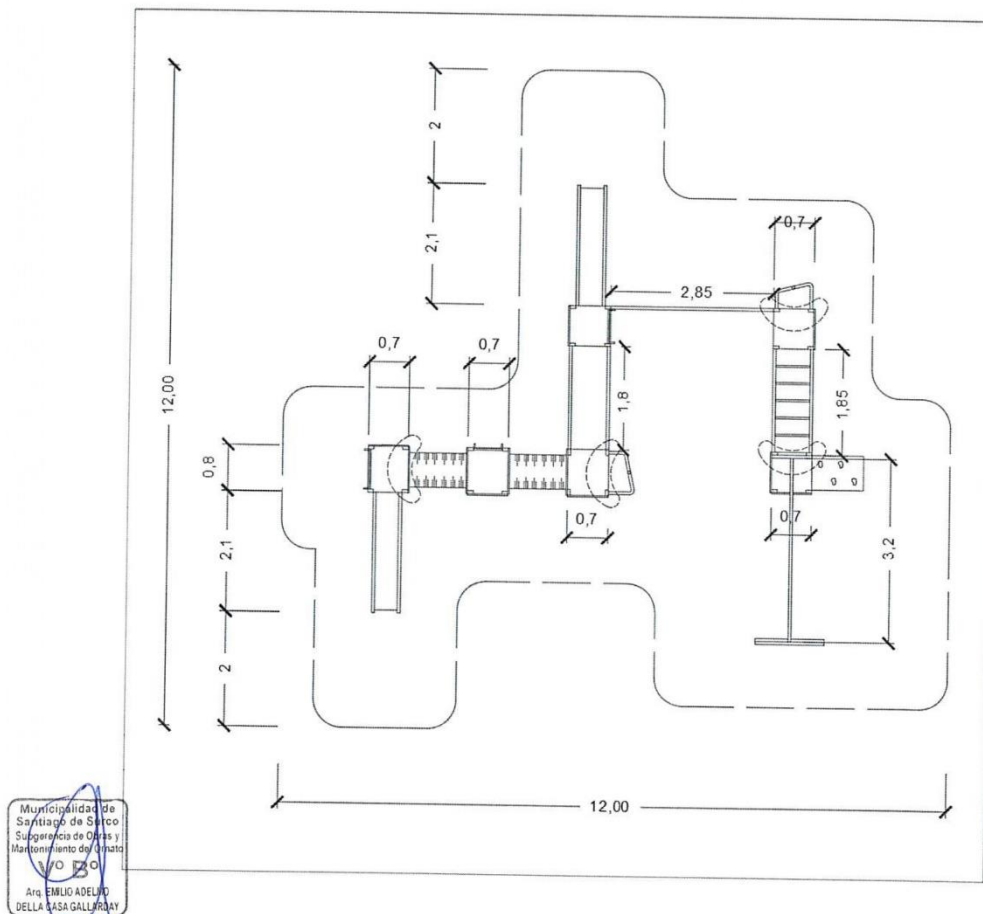 2
2,1
0,7
2,85
12,00
0,7
0,7
1,8
1,85
0,8
0,7
0,7
3,2
2,1
2
12,00
Municipalidad de
Santiago de Surco
Subgerencia de Obras y
Mantenimiento del Ornato
V° B°
Arq. EMILIO ADELMO
DELLA CASA GALLARDAY